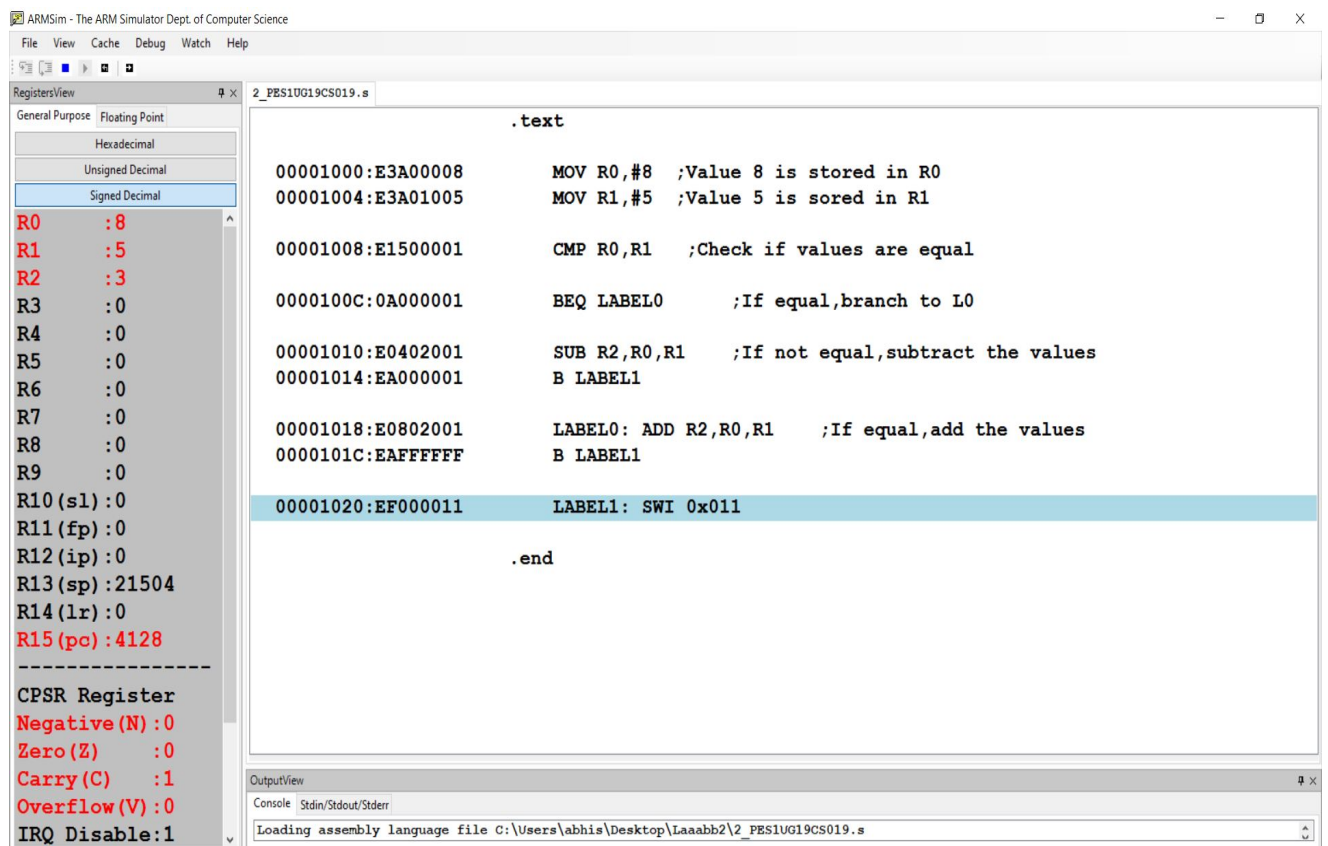 ARMSim - The ARM Simulator Dept. of Computer Science
File View Cache Debug Watch Help
RegistersView
General Purpose Floating Point
Hexadecimal
Unsigned Decimal
Signed Decimal
R0 :8
R1 :5
R2 :3
R3 :0
R4 :0
R5 :0
R6 :0
R7 :0
R8 :0
R9 :0
R10(sl):0
R11(fp):0
R12(ip):0
R13(sp):21504
R14(lr):0
R15(pc):4128
----------------
CPSR Register
Negative(N):0
Zero(Z) :0
Carry(C) :1
Overflow(V):0
IRQ Disable:1
2_PES1UG19CS019.s
.text
00001000:E3A00008 MOV R0,#8 ;Value 8 is stored in R0
00001004:E3A01005 MOV R1,#5 ;Value 5 is sored in R1
00001008:E1500001 CMP R0,R1 ;Check if values are equal
0000100C:0A000001 BEQ LABEL0 ;If equal,branch to L0
00001010:E0402001 SUB R2,R0,R1 ;If not equal,subtract the values
00001014:EA000001 B LABEL1
00001018:E0802001 LABEL0: ADD R2,R0,R1 ;If equal,add the values
0000101C:EAFFFFFF B LABEL1
00001020:EF000011 LABEL1: SWI 0x011
.end
OutputView
Console Stdin/Stdout/Stderr
Loading assembly language file C:\Users\abhis\Desktop\Laaabb2\2_PES1UG19CS019.s